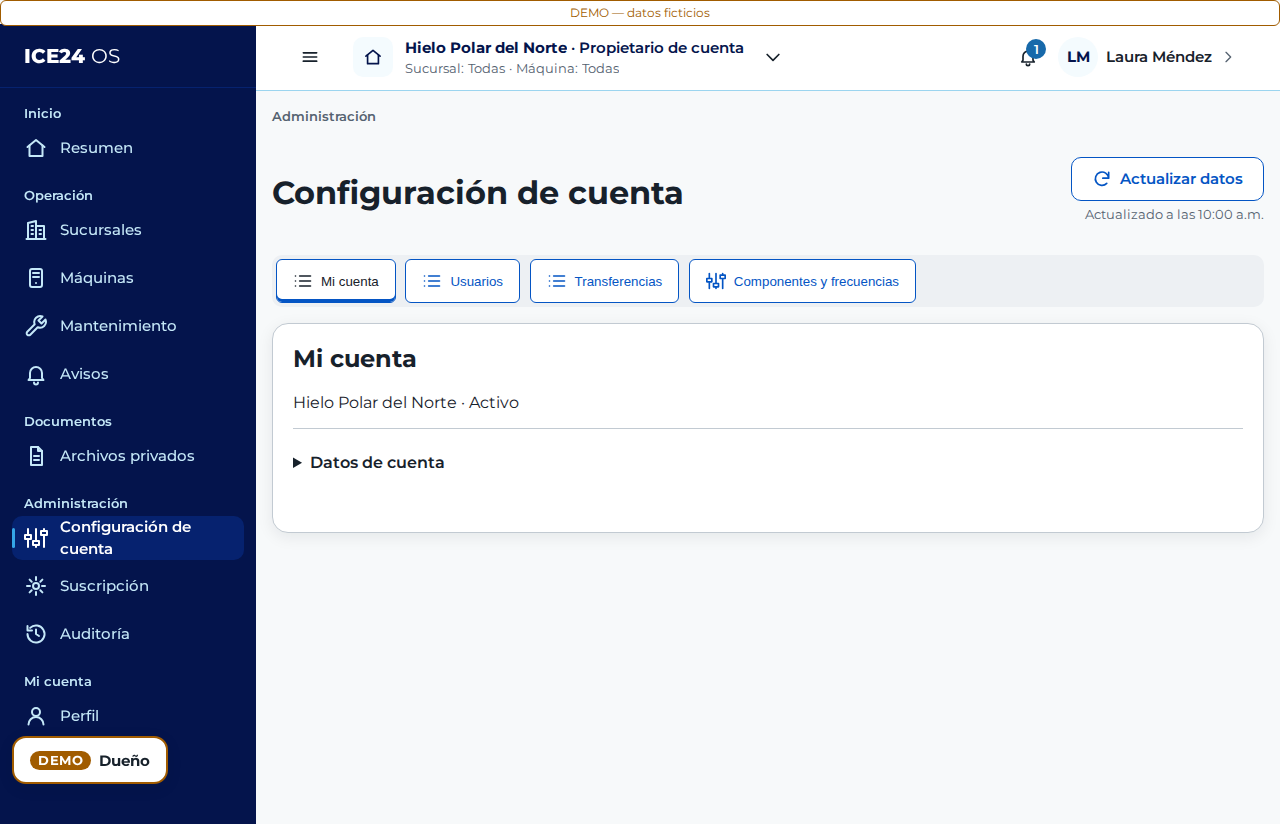 DEMO — datos ficticios
ICE24 OS
Inicio
Resumen
Operación
Sucursales
Máquinas
Mantenimiento
Avisos
Documentos
Archivos privados
Administración
Configuración de
cuenta
Suscripción
Auditoría
Mi cuenta
Perfil
DEMO Dueño
Hielo Polar del Norte · Propietario de cuenta
Sucursal: Todas · Máquina: Todas
1
LM Laura Méndez
Administración
Configuración de cuenta
Actualizar datos
Actualizado a las 10:00 a.m.
Mi cuenta
Usuarios
Transferencias
Componentes y frecuencias
Mi cuenta
Hielo Polar del Norte · Activo
Datos de cuenta